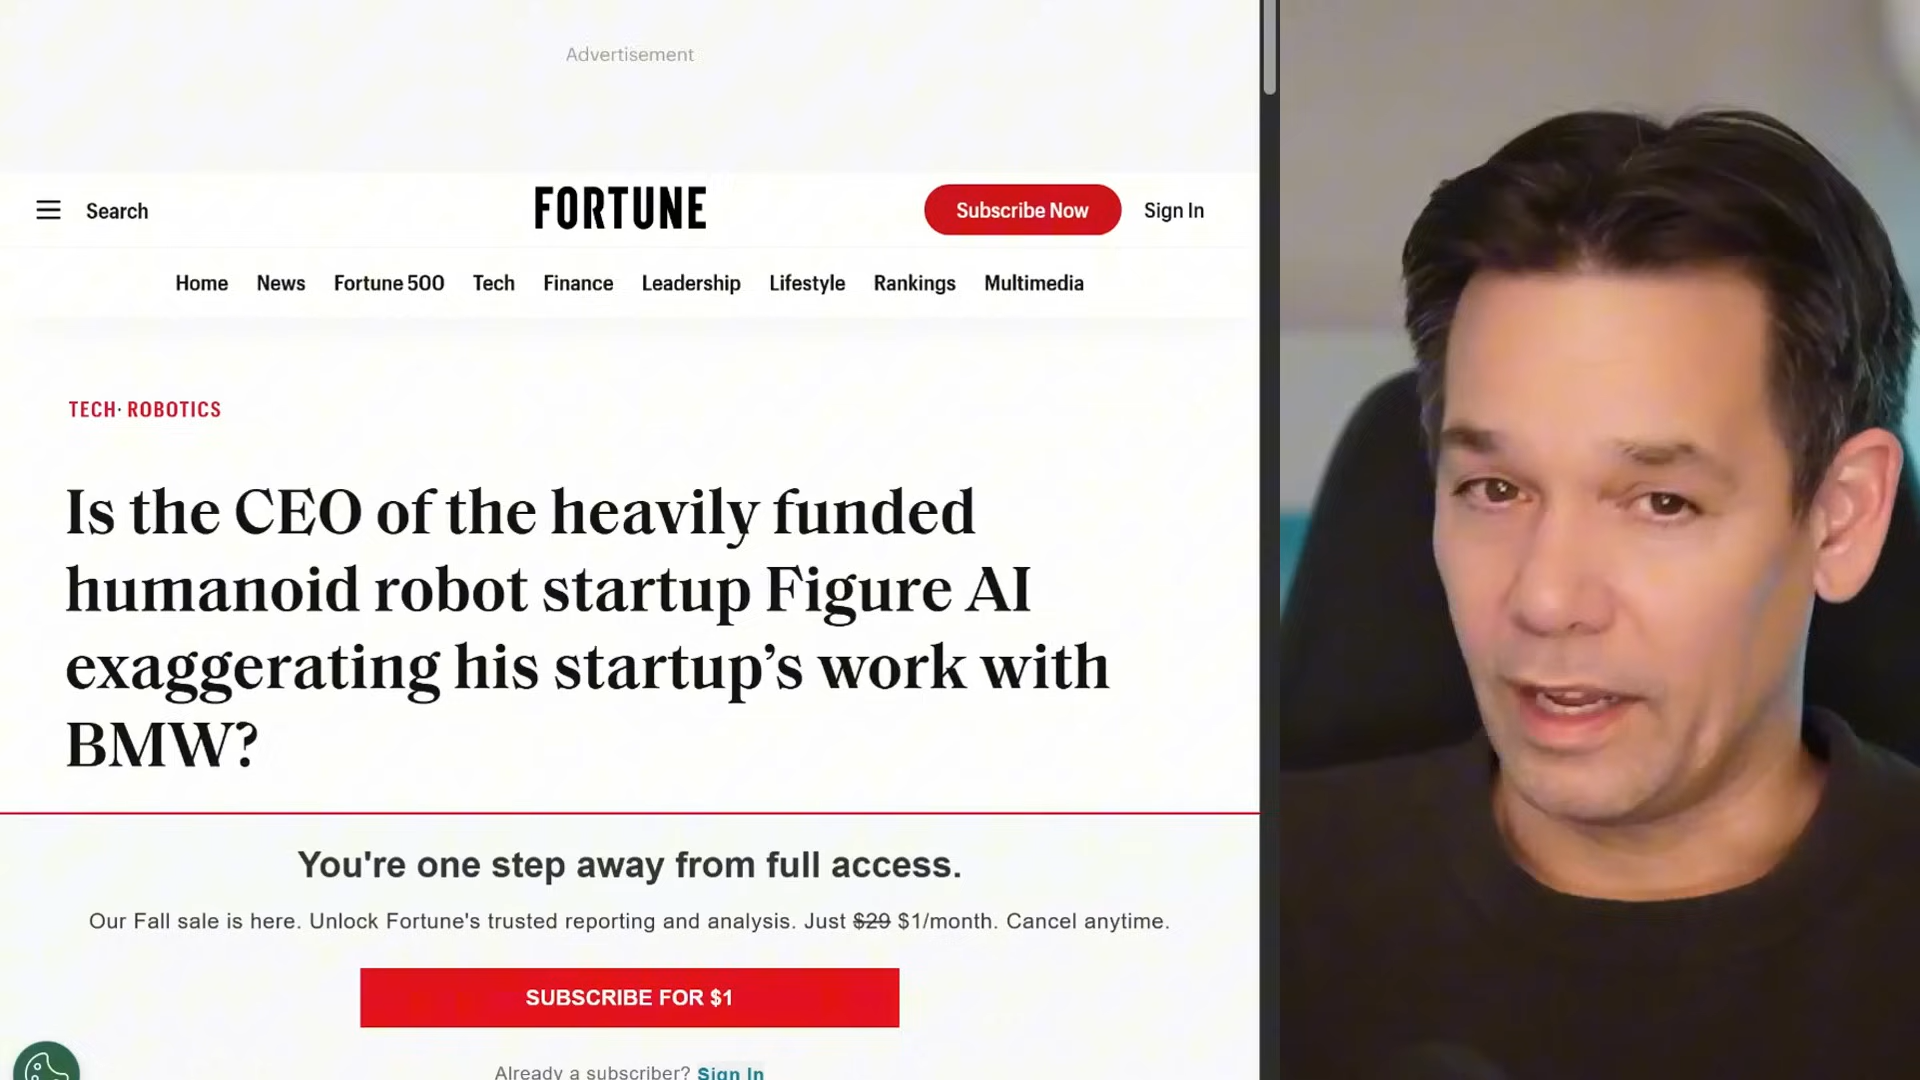 Advertisement
Search
FORTUNE
Subscribe Now
Sign In
Home News Fortune 500 Tech Finance Leadership Lifestyle Rankings Multimedia
TECH· ROBOTICS
Is the CEO of the heavily funded
humanoid robot startup Figure AI
exaggerating his startup’s work with
BMW?
You're one step away from full access.
Our Fall sale is here. Unlock Fortune's trusted reporting and analysis. Just $29 $1/month. Cancel anytime.
SUBSCRIBE FOR $1
Already a subscriber? Sign In